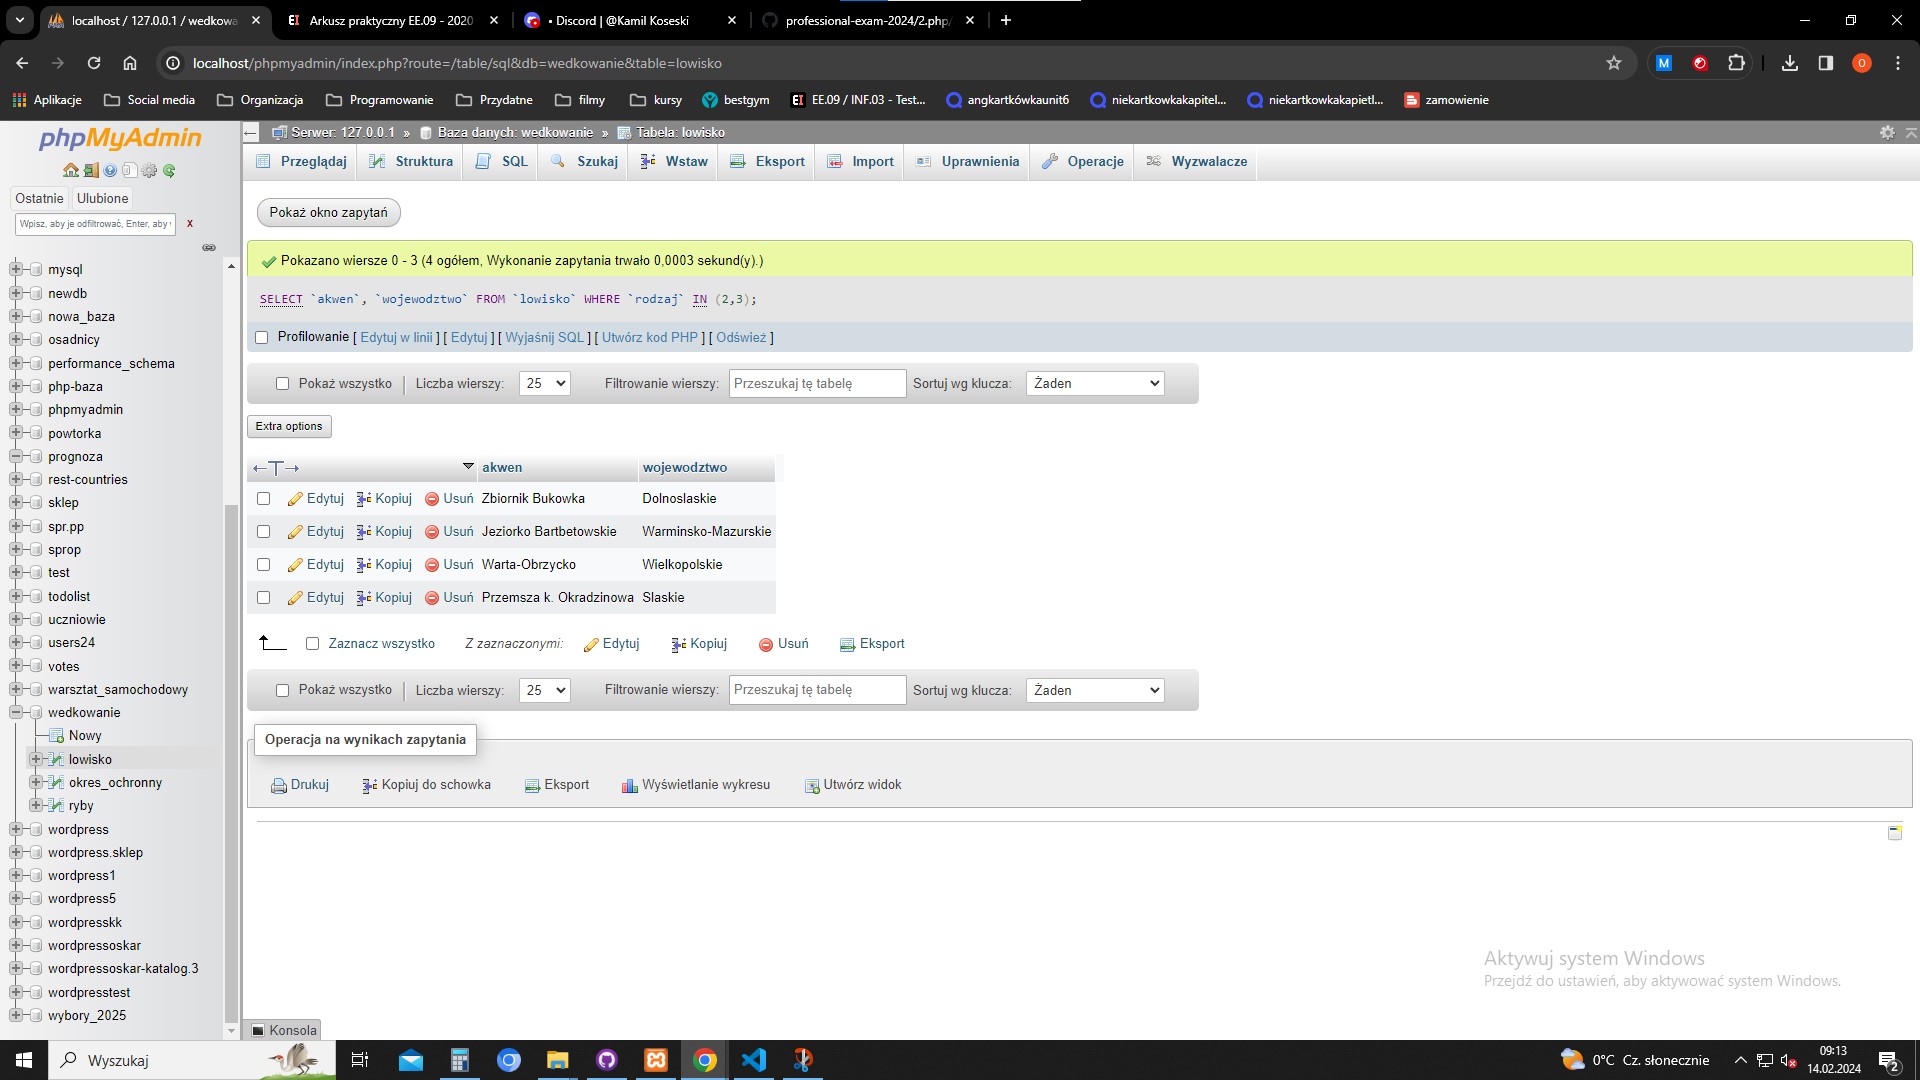 localhost / 127.0.0.1 / wedkowa
Arkusz praktyczny EE.09 - 2020
• Discord | @Kamil Koseski
professional-exam-2024/2.php/
localhost/phpmyadmin/index.php?route=/table/sql&db=wedkowanie&table=lowisko
M
O
Aplikacje
Social media
Organizacja
Programowanie
Przydatne
filmy
kursy
bestgym
EE.09 / INF.03 - Test...
angkartkówkaunit6
niekartkowkakapitel...
niekartkowkakapietl...
zamowienie
phpMyAdmin
Ostatnie
Ulubione
Wpisz, aby je odfiltrować, Enter, aby
X
mysql
newdb
nowa_baza
osadnicy
performance_schema
php-baza
phpmyadmin
powtorka
prognoza
rest-countries
sklep
spr.pp
sprop
test
todolist
uczniowie
users24
votes
warsztat_samochodowy
wedkowanie
Nowy
lowisko
okres_ochronny
ryby
wordpress
wordpress.sklep
wordpress1
wordpress5
wordpresskk
wordpressoskar
wordpressoskar-katalog.3
wordpresstest
wybory_2025
Serwer: 127.0.0.1 » Baza danych: wedkowanie » Tabela: lowisko
Przeglądaj
Struktura
SQL
Szukaj
Wstaw
Eksport
Import
Uprawnienia
Operacje
Wyzwalacze
Pokaż okno zapytań
Pokazano wiersze 0 - 3 (4 ogółem, Wykonanie zapytania trwało 0,0003 sekund(y).)
SELECT `akwen`, `wojewodztwo` FROM `lowisko` WHERE `rodzaj` IN (2,3);
Profilowanie [ Edytuj w linii ] [ Edytuj ] [ Wyjaśnij SQL ] [ Utwórz kod PHP ] [ Odśwież ]
Pokaż wszystko | Liczba wierszy: 25 Filtrowanie wierszy: Przeszukaj tę tabelę Sortuj wg klucza: Żaden
Extra options
←T→ akwen wojewodztwo
Edytuj Kopiuj Usuń Zbiornik Bukowka Dolnoslaskie
Edytuj Kopiuj Usuń Jeziorko Bartbetowskie Warminsko-Mazurskie
Edytuj Kopiuj Usuń Warta-Obrzycko Wielkopolskie
Edytuj Kopiuj Usuń Przemsza k. Okradzinowa Slaskie
Zaznacz wszystko Z zaznaczonymi: Edytuj Kopiuj Usuń Eksport
Pokaż wszystko | Liczba wierszy: 25 Filtrowanie wierszy: Przeszukaj tę tabelę Sortuj wg klucza: Żaden
Operacja na wynikach zapytania
Drukuj Kopiuj do schowka Eksport Wyświetlanie wykresu Utwórz widok
Aktywuj system Windows
Przejdź do ustawień, aby aktywować system Windows.
Konsola
Wyszukaj
0°C Cz. słonecznie
09:13
14.02.2024
2